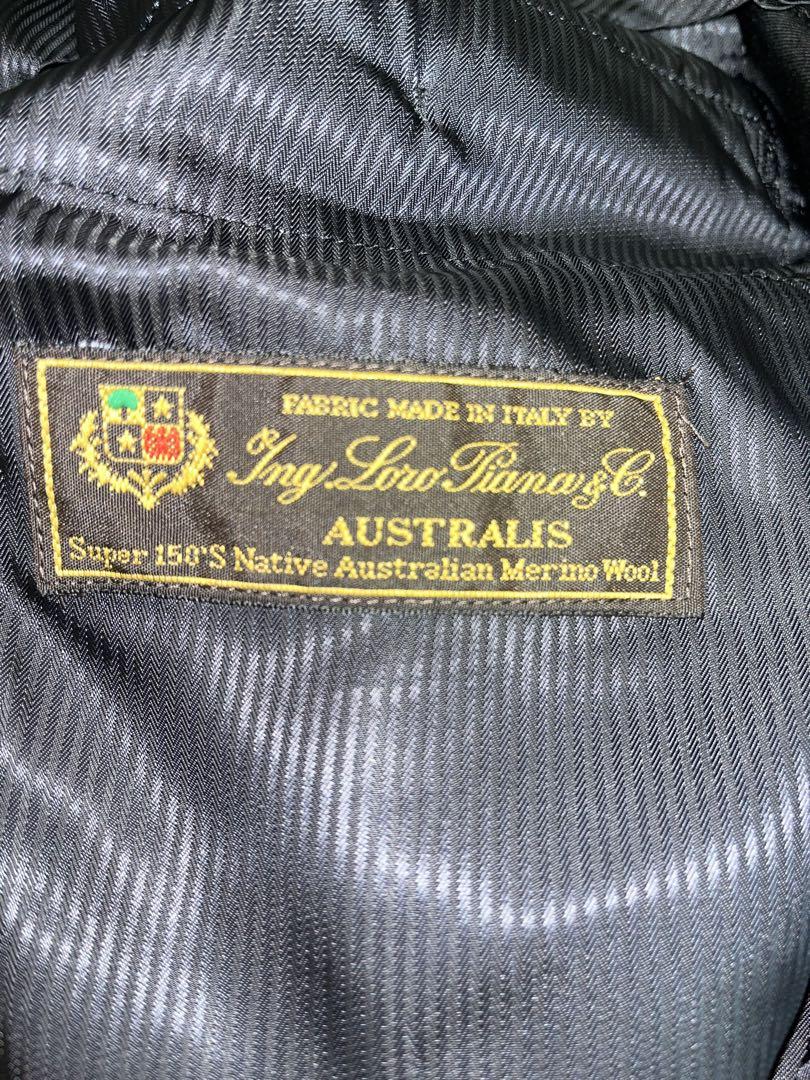 FABRIC MADE IN ITALY BY
Ing. Loro Piana & C.
AUSTRALIS
Super 150'S Native Australian Merino Wool